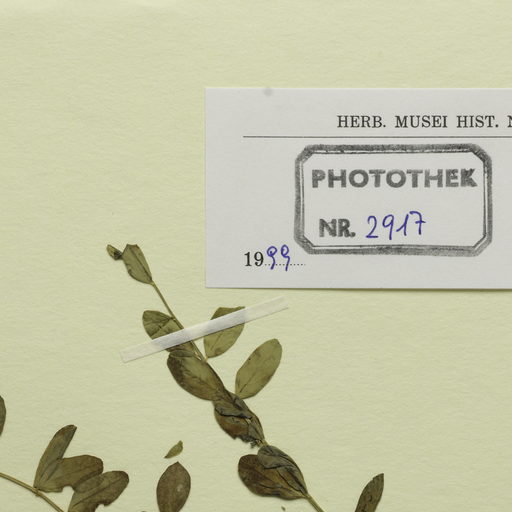 HERB. MUSEI HIST. N
PHOTOTHEK
NR. 2917
1999